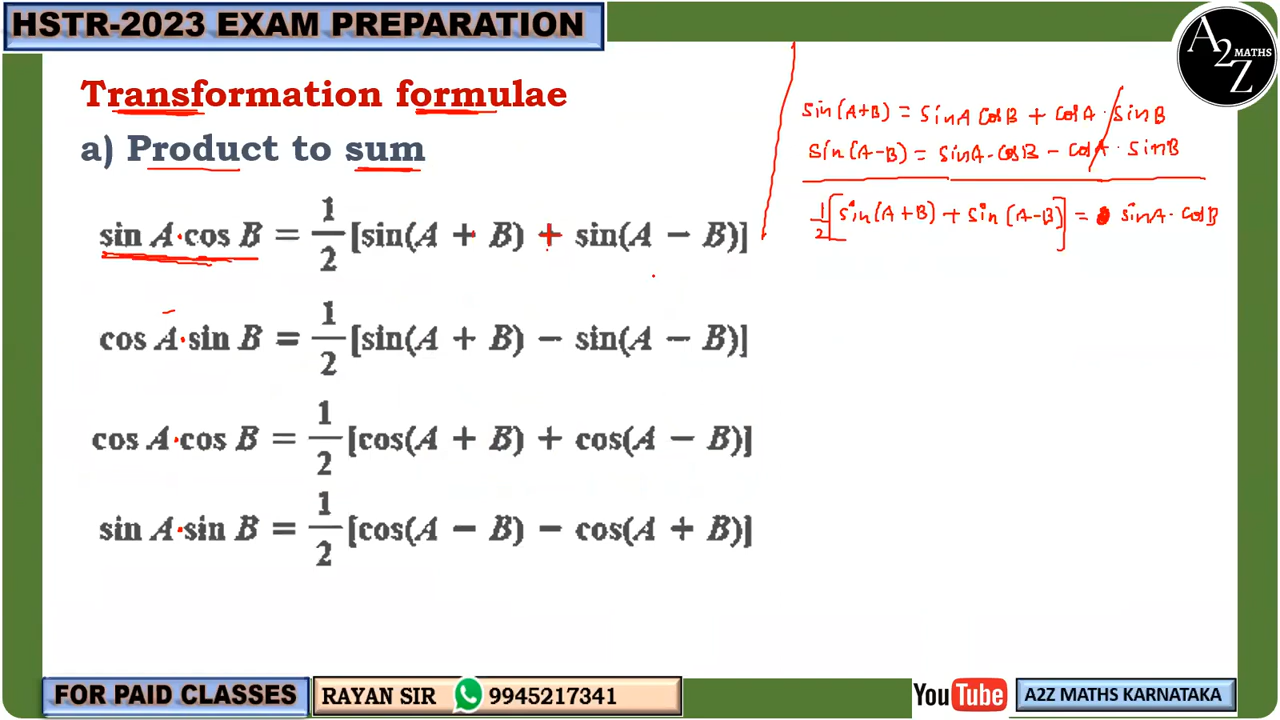 HSTR-2023 EXAM PREPARATION
A2Z MATHS
Transformation formulae
a) Product to sum
sin A·cos B = 1/2 [sin(A + B) + sin(A − B)]
cos A·sin B = 1/2 [sin(A + B) − sin(A − B)]
cos A·cos B = 1/2 [cos(A + B) + cos(A − B)]
sin A·sin B = 1/2 [cos(A − B) − cos(A + B)]
sin(A+B) = sinA cosB + cosA · sinB
sin(A−B) = sinA·cosB − cosA · sinB
1/2 [sin(A+B) + sin(A−B)] = sinA · cosB
FOR PAID CLASSES
RAYAN SIR 9945217341
YouTube
A2Z MATHS KARNATAKA